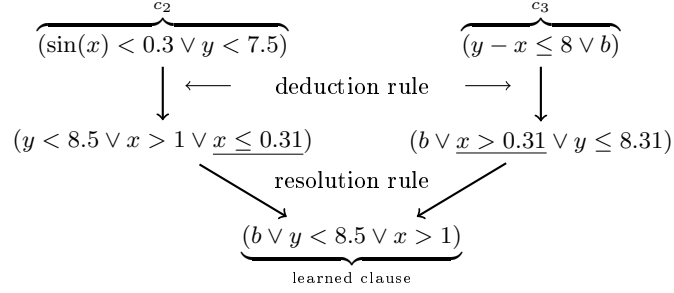 c₂ c₃
(sin(x) < 0.3 ∨ y < 7.5) (y − x ≤ 8 ∨ b)
deduction rule
(y < 8.5 ∨ x > 1 ∨ x ≤ 0.31) (b ∨ x > 0.31 ∨ y ≤ 8.31)
resolution rule
(b ∨ y < 8.5 ∨ x > 1)
learned clause